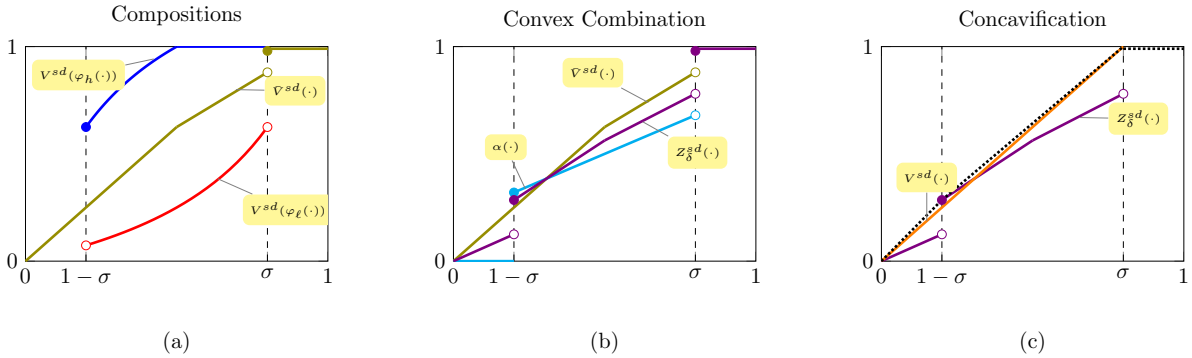 Compositions
1
V^{sd}(φ_h(·))
V̄^{sd}(·)
V^{sd}(φ_ℓ(·))
0
0
1 − σ
σ
1
(a)
Convex Combination
1
V̄^{sd}(·)
α(·)
Z_δ^{sd}(·)
0
0
1 − σ
σ
1
(b)
Concavification
1
Z_δ^{sd}(·)
V^{sd}(·)
0
0
1 − σ
σ
1
(c)